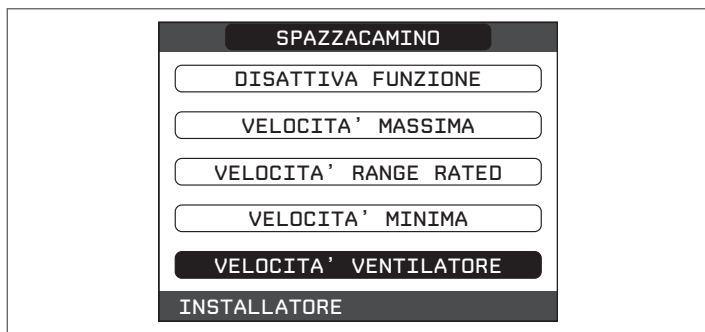 SPAZZACAMINO
DISATTIVA FUNZIONE
VELOCITA’ MASSIMA
VELOCITA’ RANGE RATED
VELOCITA’ MINIMA
VELOCITA’ VENTILATORE
INSTALLATORE